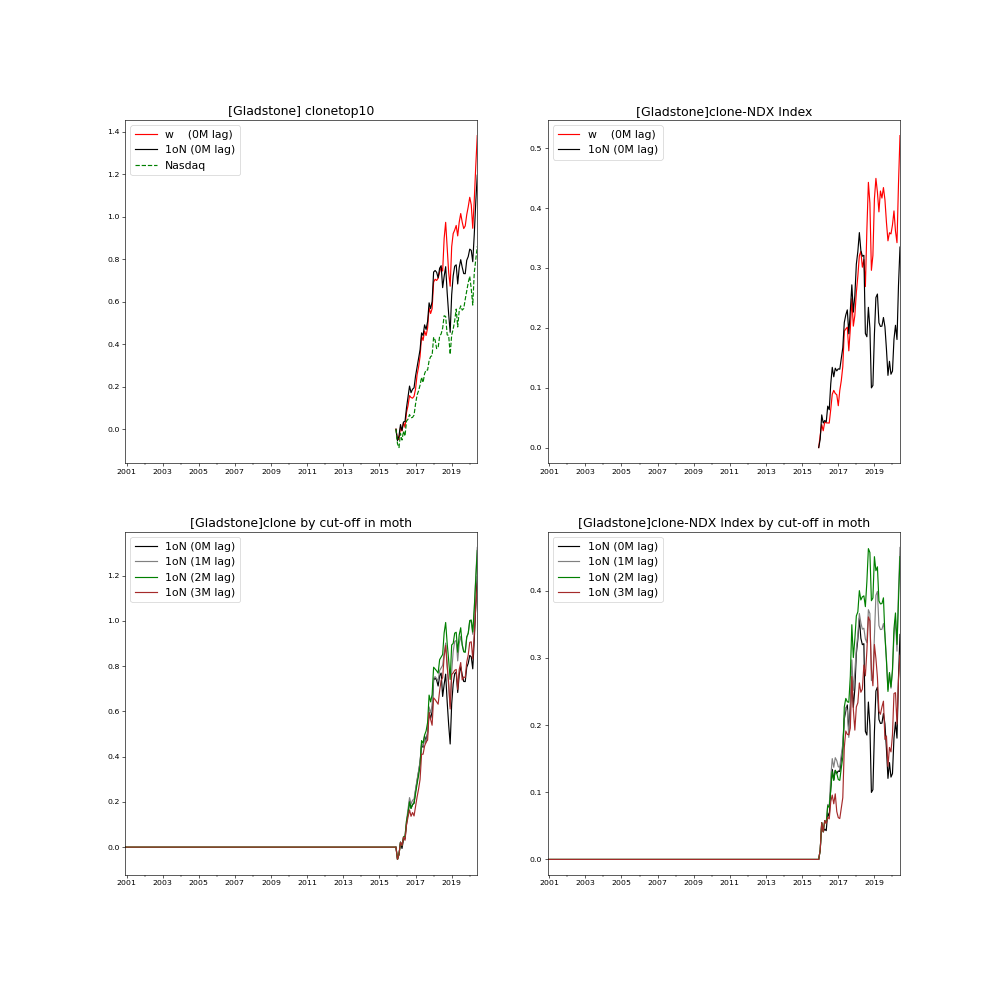 [Gladstone] clonetop10
1.4
1.2
1.0
0.8
0.6
0.4
0.2
0.0
w (0M lag)
1oN (0M lag)
Nasdaq
2001 2003 2005 2007 2009 2011 2013 2015 2017 2019
[Gladstone]clone-NDX Index
0.5
0.4
0.3
0.2
0.1
0.0
w (0M lag)
1oN (0M lag)
2001 2003 2005 2007 2009 2011 2013 2015 2017 2019
[Gladstone]clone by cut-off in moth
1.2
1.0
0.8
0.6
0.4
0.2
0.0
1oN (0M lag)
1oN (1M lag)
1oN (2M lag)
1oN (3M lag)
2001 2003 2005 2007 2009 2011 2013 2015 2017 2019
[Gladstone]clone-NDX Index by cut-off in moth
0.4
0.3
0.2
0.1
0.0
1oN (0M lag)
1oN (1M lag)
1oN (2M lag)
1oN (3M lag)
2001 2003 2005 2007 2009 2011 2013 2015 2017 2019